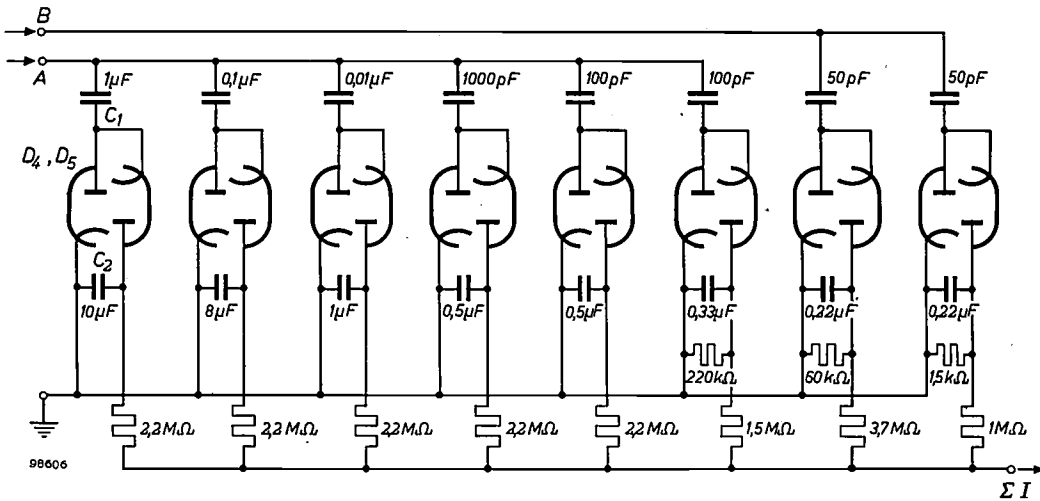 B
A
1μF
0,1μF
0,01μF
1000pF
100pF
100pF
50pF
50pF
C1
D4, D5
C2
10μF
8μF
1μF
0,5μF
0,5μF
0,33μF
0,22μF
0,22μF
220kΩ
60kΩ
1,5kΩ
2,2MΩ
2,2MΩ
2,2MΩ
2,2MΩ
2,2MΩ
1,5MΩ
3,7MΩ
1MΩ
98606
Σ I